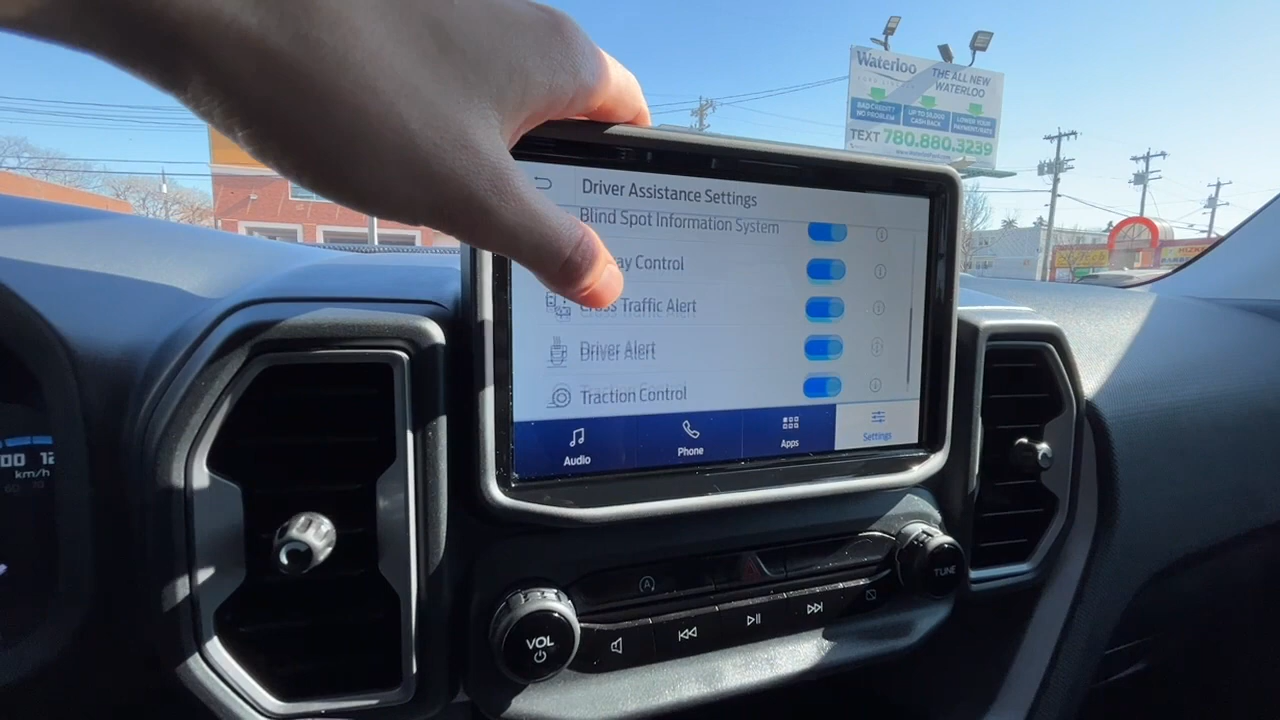 Waterloo
THE ALL NEW
WATERLOO
BAD CREDIT?
NO PROBLEM
UP TO $5,000
CASH BACK
LOWER YOUR
PAYMENT/RATE
TEXT 780.880.3239
Driver Assistance Settings
Blind Spot Information System
ay Control
Cross Traffic Alert
Driver Alert
Traction Control
Audio
Phone
Apps
Settings
km/h
A
VOL
TUNE